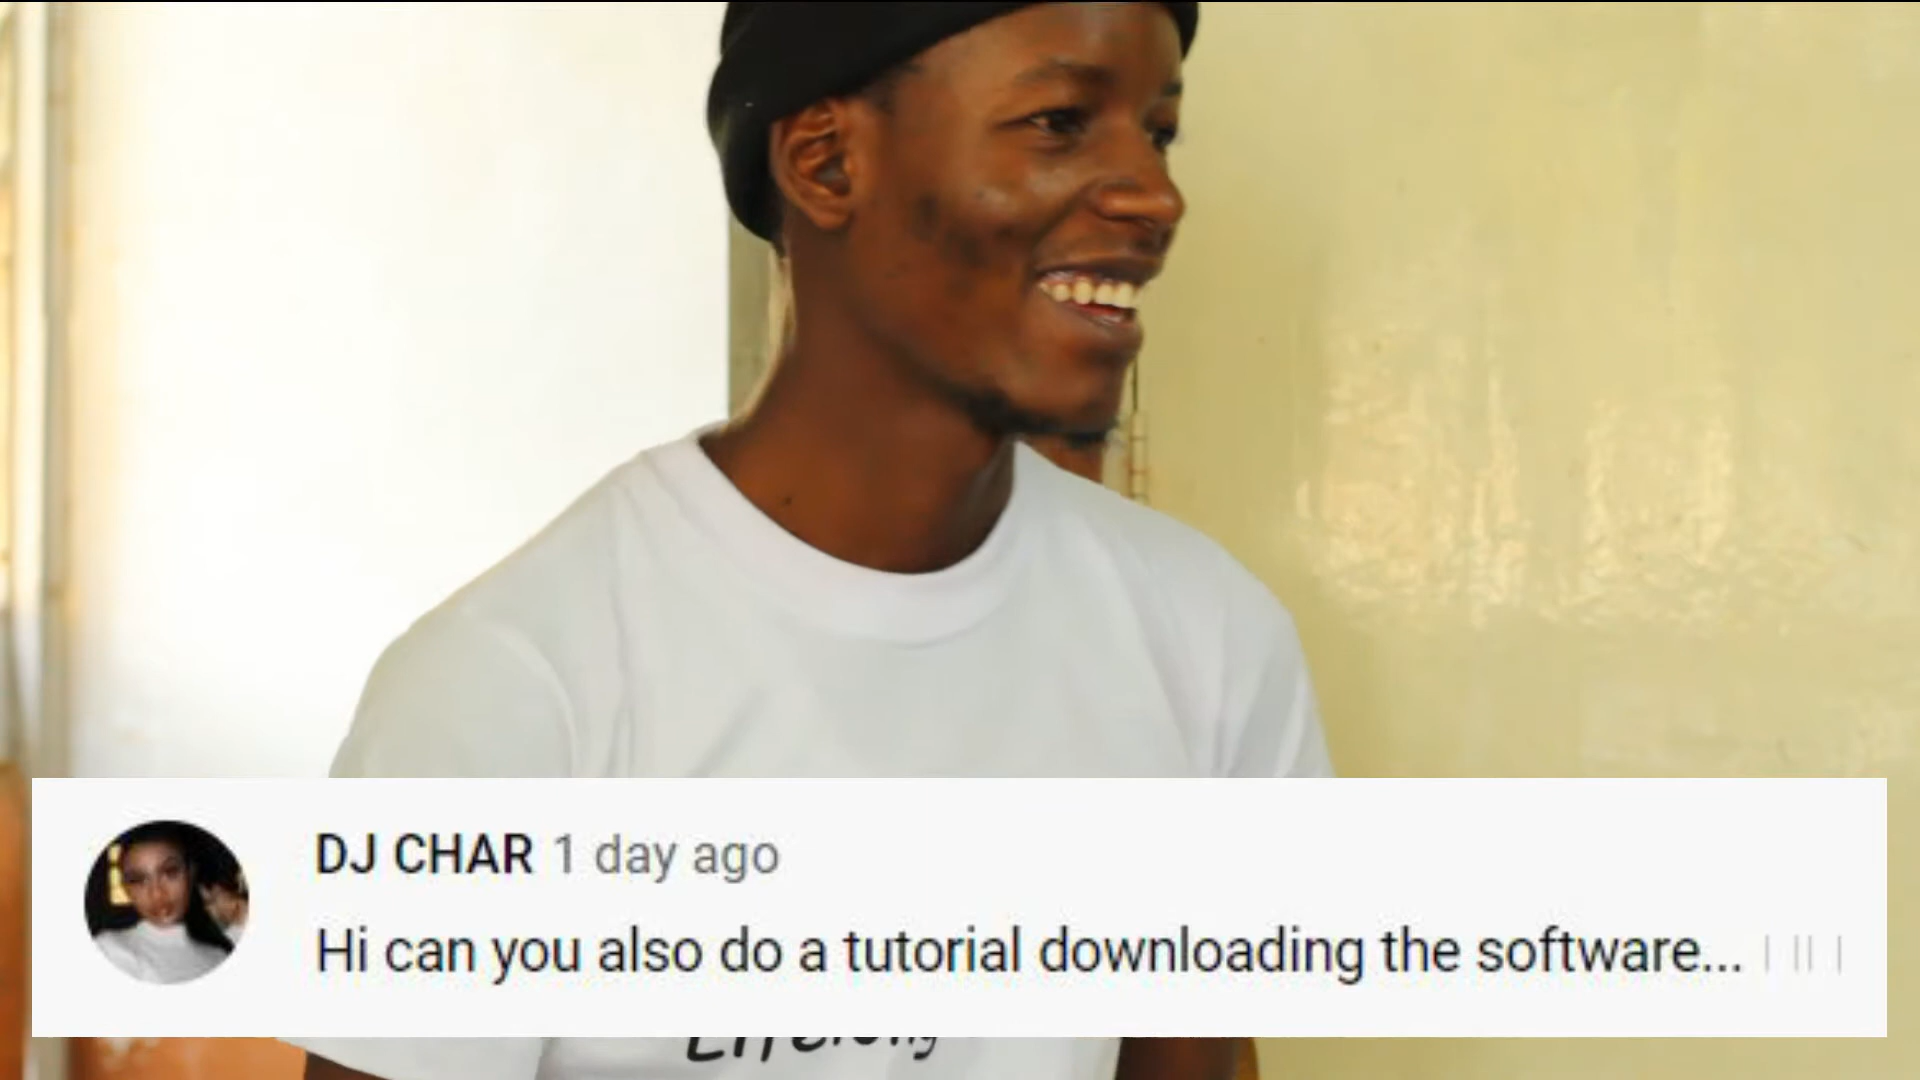 DJ CHAR 1 day ago
Hi can you also do a tutorial downloading the software...